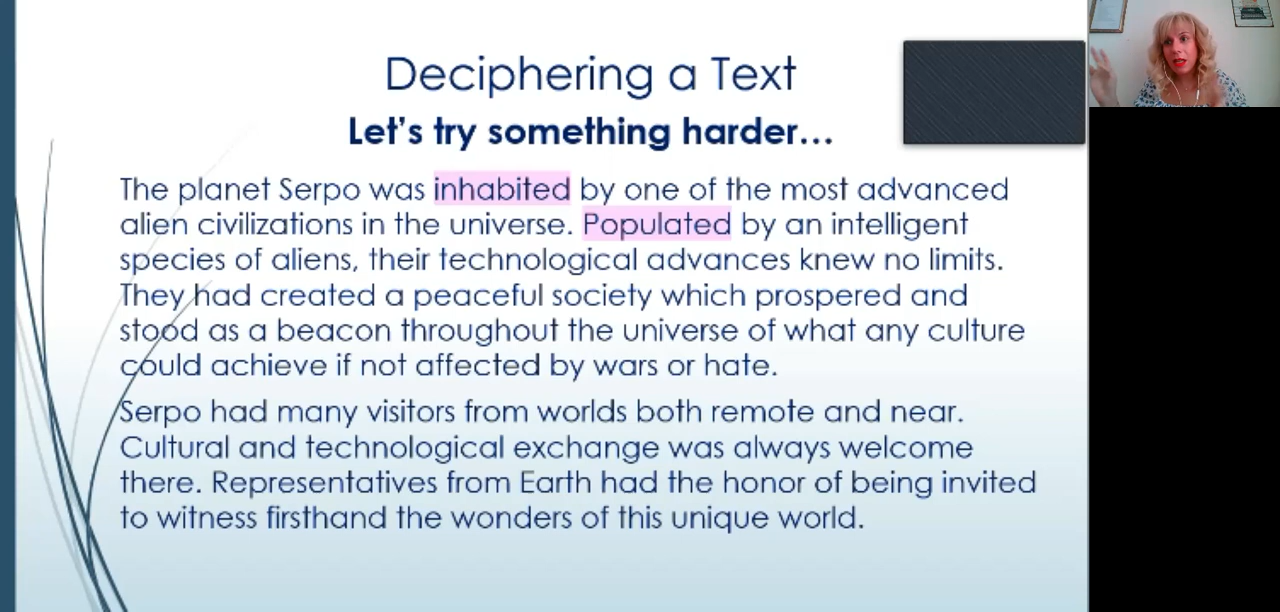 Deciphering a Text
Let's try something harder…
The planet Serpo was inhabited by one of the most advanced
alien civilizations in the universe. Populated by an intelligent
species of aliens, their technological advances knew no limits.
They had created a peaceful society which prospered and
stood as a beacon throughout the universe of what any culture
could achieve if not affected by wars or hate.
Serpo had many visitors from worlds both remote and near.
Cultural and technological exchange was always welcome
there. Representatives from Earth had the honor of being invited
to witness firsthand the wonders of this unique world.